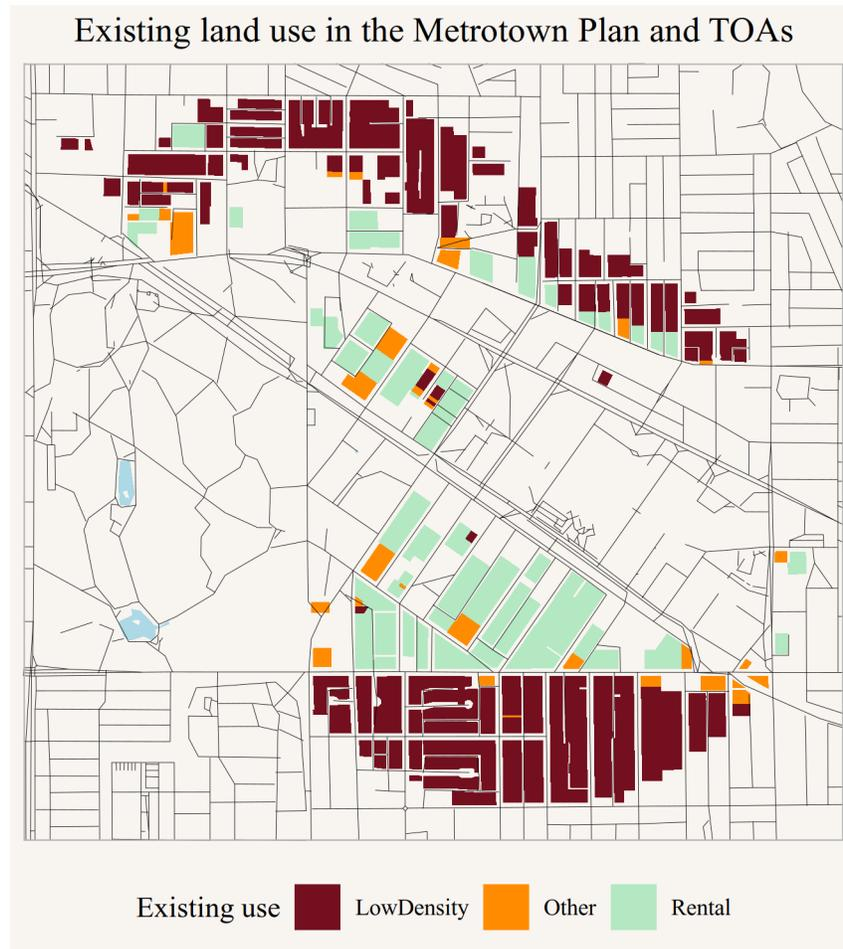 Existing land use in the Metrotown Plan and TOAs
Existing use LowDensity Other Rental